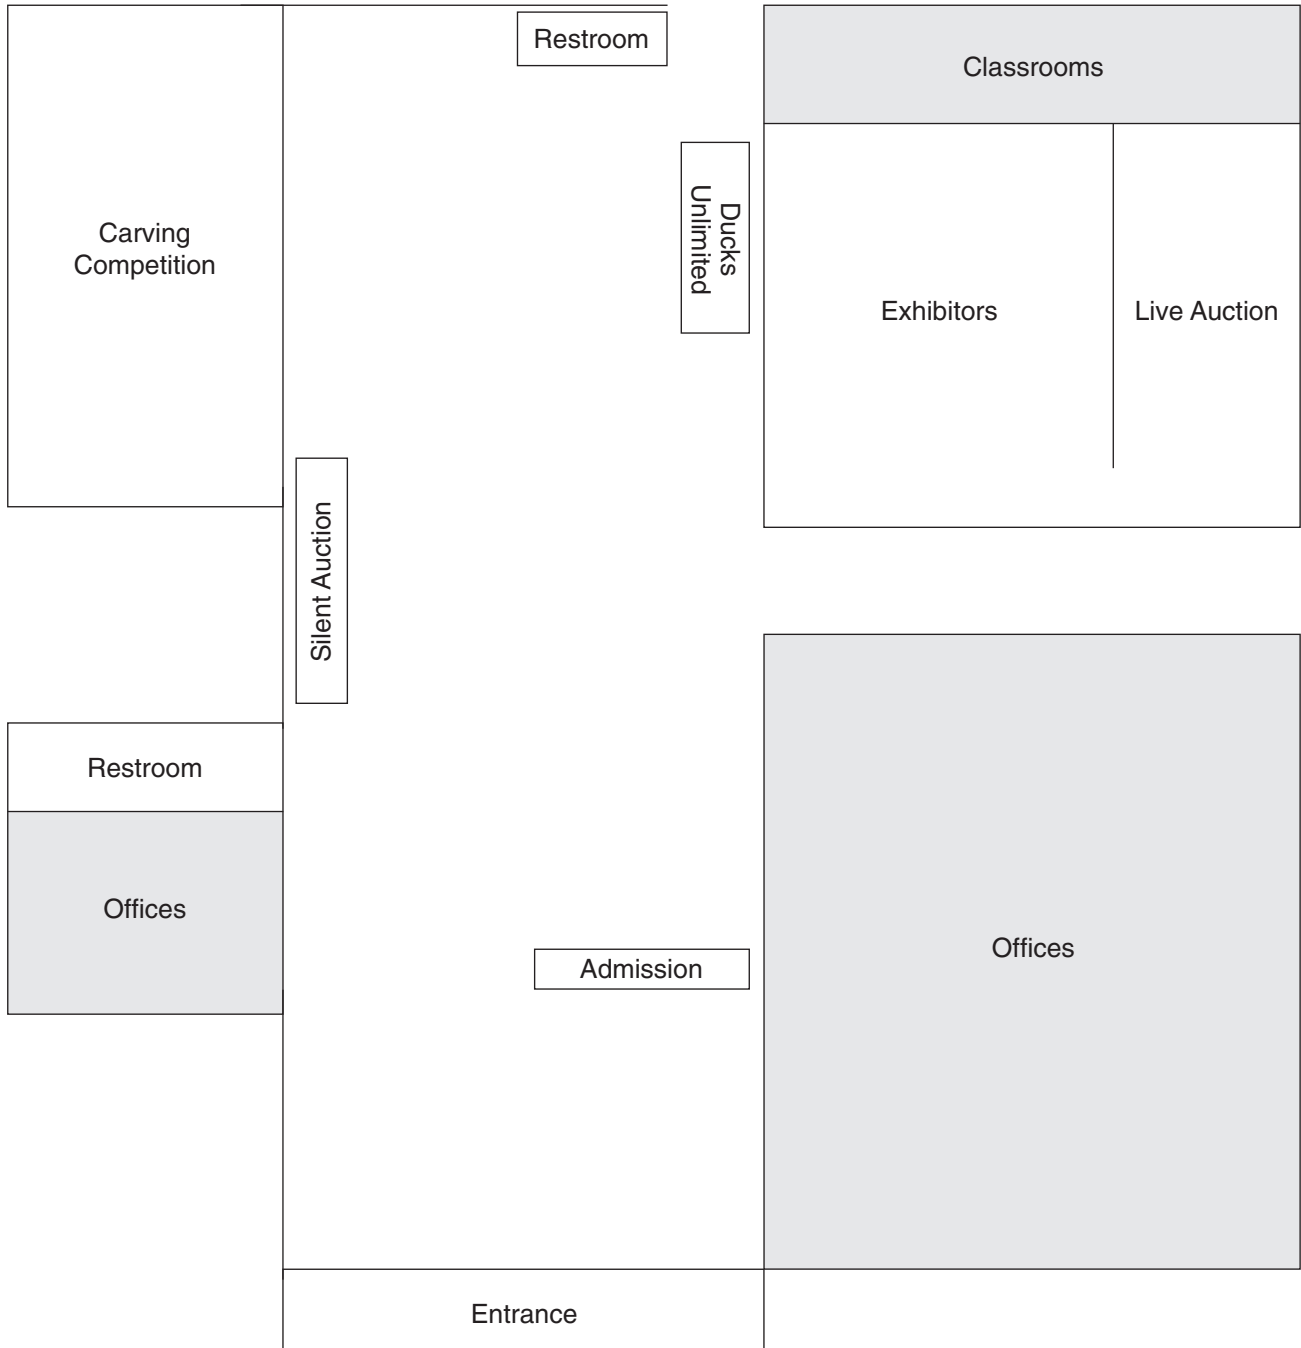 Restroom
Classrooms
Carving
Competition
Ducks
Unlimited
Exhibitors
Live Auction
Silent Auction
Restroom
Offices
Admission
Offices
Entrance